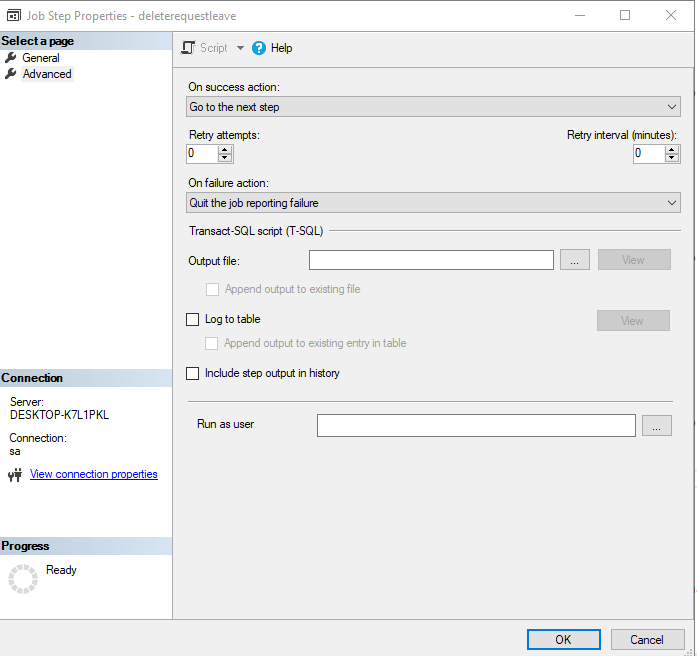 Job Step Properties - deleterequestleave
Select a page
General
Advanced
Script
Help
On success action:
Go to the next step
Retry attempts:
Retry interval (minutes):
0
0
On failure action:
Quit the job reporting failure
Transact-SQL script (T-SQL)
Output file:
...
View
Append output to existing file
Log to table
View
Append output to existing entry in table
Include step output in history
Run as user
...
Connection
Server:
DESKTOP-K7L1PKL
Connection:
sa
View connection properties
Progress
Ready
OK
Cancel